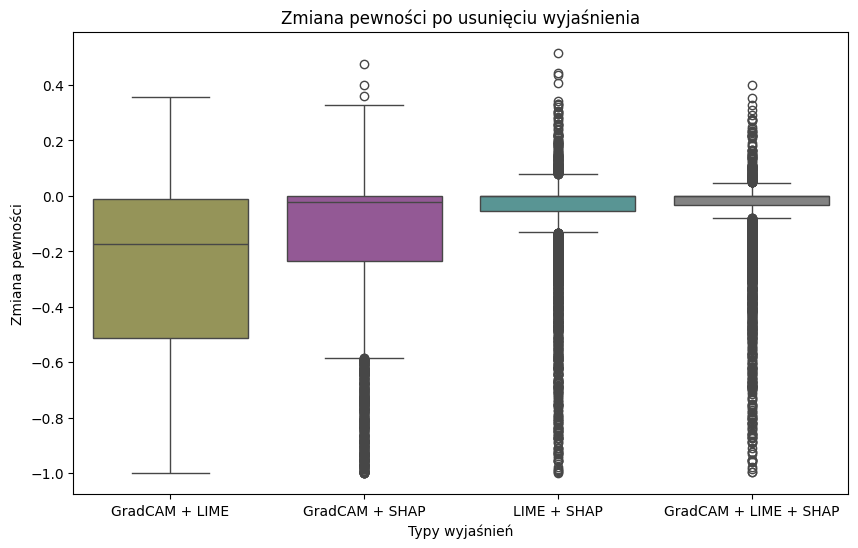 Zmiana pewności po usunięciu wyjaśnienia
Zmiana pewności
0.4
0.2
0.0
−0.2
−0.4
−0.6
−0.8
−1.0
GradCAM + LIME
GradCAM + SHAP
LIME + SHAP
GradCAM + LIME + SHAP
Typy wyjaśnień